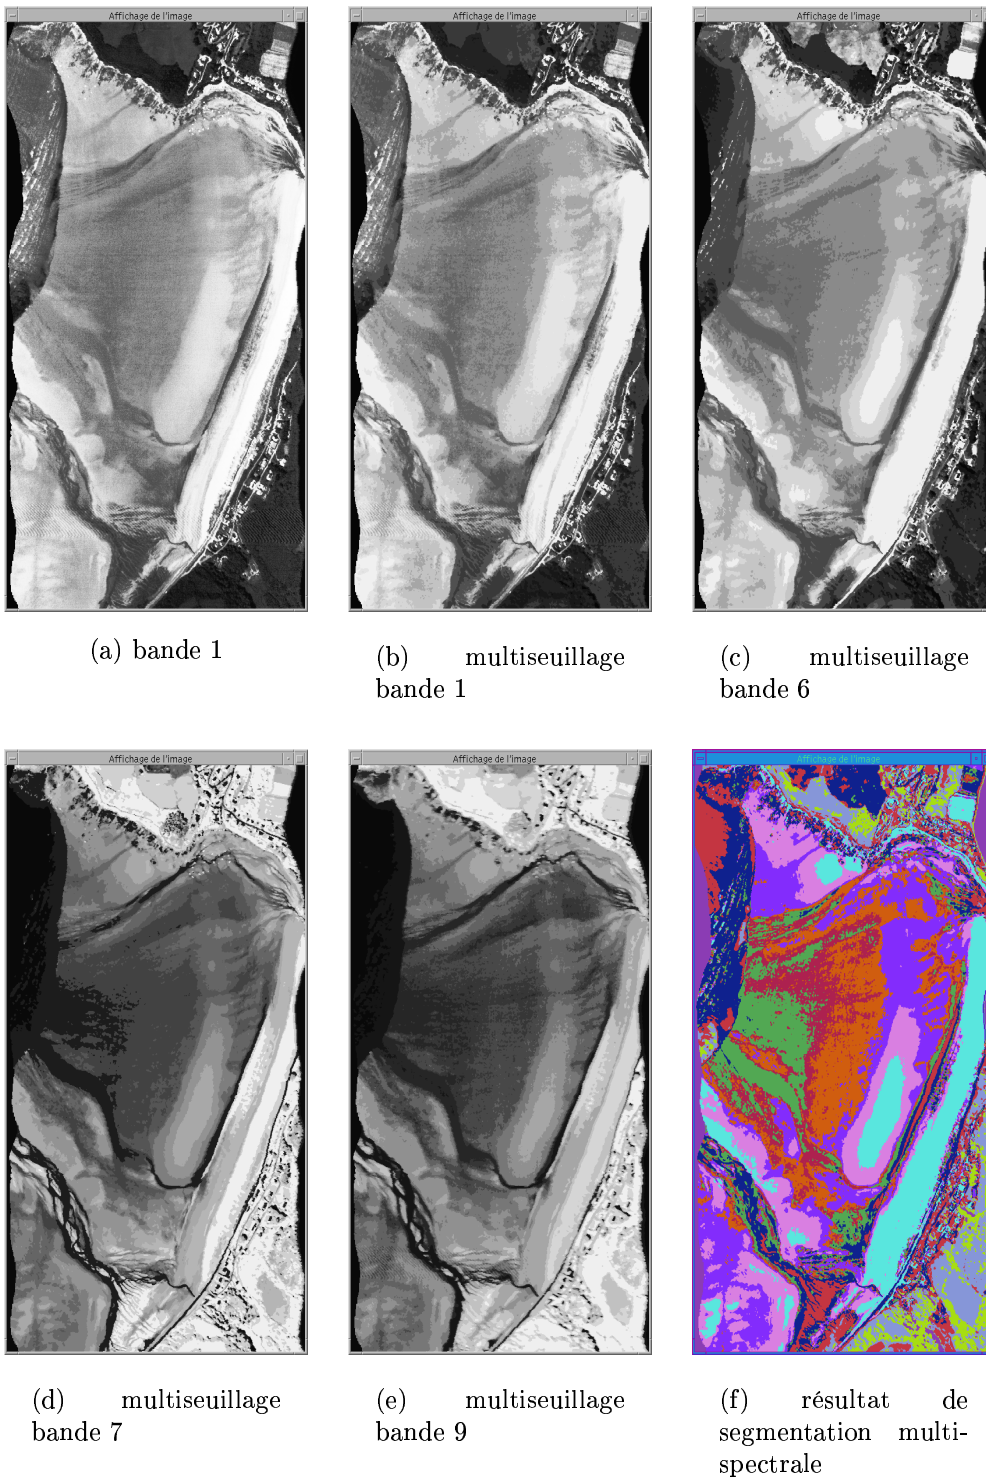 Affichage de l'image
Affichage de l'image
Affichage de l'image
(a) bande 1
(b) multiseuillage
bande 1
(c) multiseuillage
bande 6
Affichage de l'image
Affichage de l'image
Affichage de l'image
(d) multiseuillage
bande 7
(e) multiseuillage
bande 9
(f) résultat de
segmentation multi-
spectrale